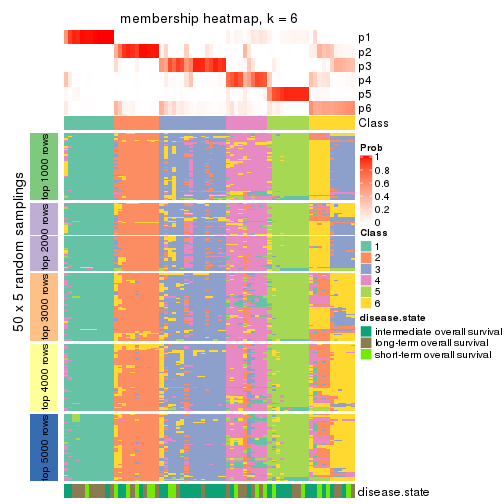 membership heatmap, k = 6
p1
p2
p3
p4
p5
p6
Class
50 x 5 random samplings
top 1000 rows
top 2000 rows
top 3000 rows
top 4000 rows
top 5000 rows
Prob
1
0.8
0.6
0.4
0.2
0
Class
1
2
3
4
5
6
disease.state
intermediate overall survival
long-term overall survival
short-term overall survival
disease.state